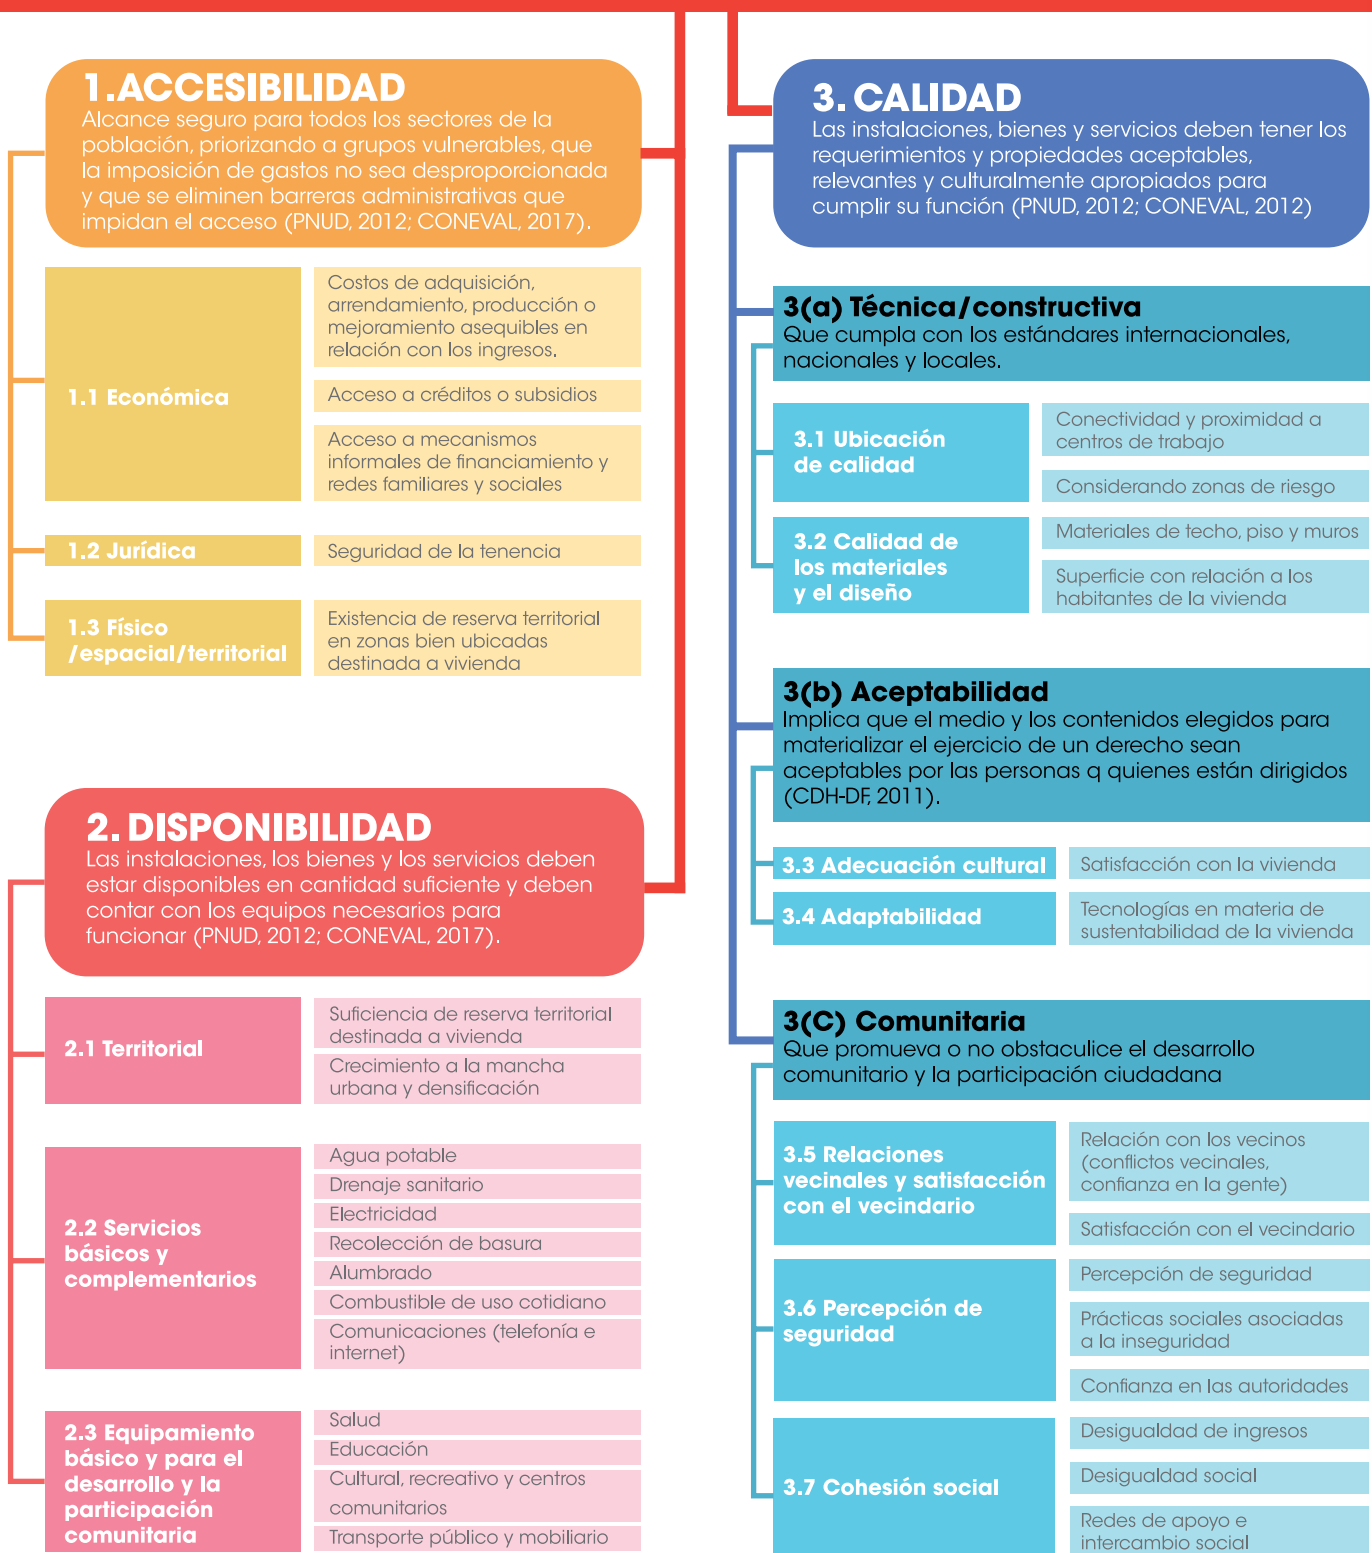 1.ACCESIBILIDAD
Alcance seguro para todos los sectores de la
población, priorizando a grupos vulnerables, que
la imposición de gastos no sea desproporcionada
y que se eliminen barreras administrativas que
impidan el acceso (PNUD, 2012; CONEVAL, 2017).
1.1 Económica
Costos de adquisición,
arrendamiento, producción o
mejoramiento asequibles en
relación con los ingresos.
Acceso a créditos o subsidios
Acceso a mecanismos
informales de financiamiento y
redes familiares y sociales
1.2 Jurídica
Seguridad de la tenencia
1.3 Físico
/espacial/territorial
Existencia de reserva territorial
en zonas bien ubicadas
destinada a vivienda
2. DISPONIBILIDAD
Las instalaciones, los bienes y los servicios deben
estar disponibles en cantidad suficiente y deben
contar con los equipos necesarios para
funcionar (PNUD, 2012; CONEVAL, 2017).
2.1 Territorial
Suficiencia de reserva territorial
destinada a vivienda
Crecimiento a la mancha
urbana y densificación
2.2 Servicios
básicos y
complementarios
Agua potable
Drenaje sanitario
Electricidad
Recolección de basura
Alumbrado
Combustible de uso cotidiano
Comunicaciones (telefonía e
internet)
2.3 Equipamiento
básico y para el
desarrollo y la
participación
comunitaria
Salud
Educación
Cultural, recreativo y centros
comunitarios
Transporte público y mobiliario
3. CALIDAD
Las instalaciones, bienes y servicios deben tener los
requerimientos y propiedades aceptables,
relevantes y culturalmente apropiados para
cumplir su función (PNUD, 2012; CONEVAL, 2012)
3(a) Técnica/constructiva
Que cumpla con los estándares internacionales,
nacionales y locales.
3.1 Ubicación
de calidad
Conectividad y proximidad a
centros de trabajo
Considerando zonas de riesgo
3.2 Calidad de
los materiales
y el diseño
Materiales de techo, piso y muros
Superficie con relación a los
habitantes de la vivienda
3(b) Aceptabilidad
Implica que el medio y los contenidos elegidos para
materializar el ejercicio de un derecho sean
aceptables por las personas q quienes están dirigidos
(CDH-DF, 2011).
3.3 Adecuación cultural
Satisfacción con la vivienda
3.4 Adaptabilidad
Tecnologías en materia de
sustentabilidad de la vivienda
3(C) Comunitaria
Que promueva o no obstaculice el desarrollo
comunitario y la participación ciudadana
3.5 Relaciones
vecinales y satisfacción
con el vecindario
Relación con los vecinos
(conflictos vecinales,
confianza en la gente)
Satisfacción con el vecindario
3.6 Percepción de
seguridad
Percepción de seguridad
Prácticas sociales asociadas
a la inseguridad
Confianza en las autoridades
3.7 Cohesión social
Desigualdad de ingresos
Desigualdad social
Redes de apoyo e
intercambio social